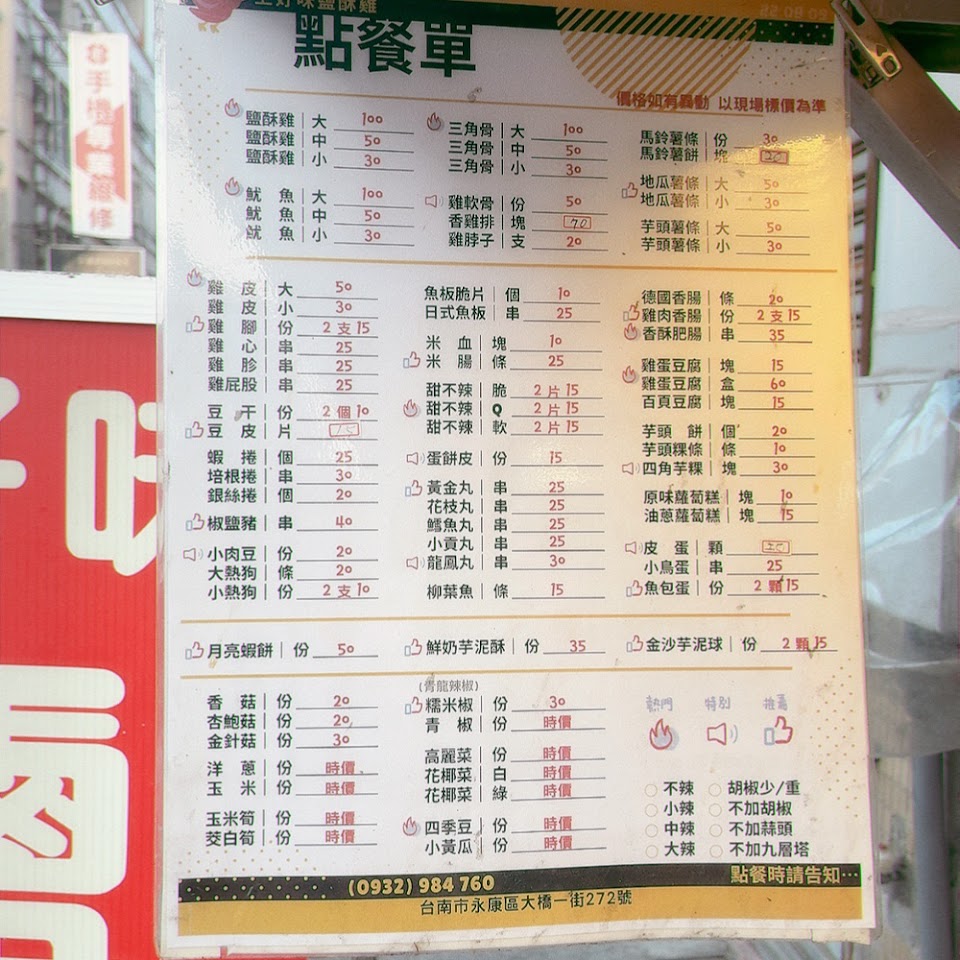 上好味鹽酥雞
點餐單
手機專業維修
價格如有異動 以現場標價為準
鹽酥雞 大 100
鹽酥雞 中 50
鹽酥雞 小 30
魷魚 大 100
魷魚 中 50
魷魚 小 30
三角骨 大 100
三角骨 中 50
三角骨 小 30
雞軟骨 份 50
香雞排 塊 70
雞脖子 支 20
馬鈴薯條 份 30
馬鈴薯餅 塊
地瓜薯條 大 50
地瓜薯條 小 30
芋頭薯條 大 50
芋頭薯條 小 30
雞皮 大 50
雞皮 小 30
雞腳 份 2支15
雞心 串 25
雞胗 串 25
雞屁股 串 25
豆干 份 2個10
豆皮 片 15
蝦捲 個 25
培根捲 串 30
銀絲捲 個 20
椒鹽豬 串 40
小肉豆 份 20
大熱狗 條 20
小熱狗 份 2支10
魚板脆片 個 10
日式魚板 串 25
米血 塊 10
米腸 條 25
甜不辣 脆 2片15
甜不辣 Q 2片15
甜不辣 軟 2片15
蛋餅皮 份 15
黃金丸 串 25
花枝丸 串 25
鱈魚丸 串 25
小貢丸 串 25
龍鳳丸 串 30
柳葉魚 條 15
德國香腸 條 20
雞肉香腸 份 2支15
香酥肥腸 串 35
雞蛋豆腐 塊 15
雞蛋豆腐 盒 60
百頁豆腐 塊 15
芋頭餅 個 20
芋頭粿條 條 10
四角芋粿 塊 30
原味蘿蔔糕 塊 10
油蔥蘿蔔糕 塊 15
皮蛋 顆
小鳥蛋 串 25
魚包蛋 份 2顆15
月亮蝦餅 份 50
鮮奶芋泥酥 份 35
金沙芋泥球 份 2顆15
香菇 份 20
杏鮑菇 份 20
金針菇 份 30
洋蔥 份 時價
玉米 份 時價
玉米筍 份 時價
茭白筍 份 時價
(青龍辣椒)
糯米椒 份 30
青椒 份 時價
高麗菜 份 時價
花椰菜 白 時價
花椰菜 綠 時價
四季豆 份 時價
小黃瓜 份 時價
熱門 特別 推薦
不辣 胡椒少/重
小辣 不加胡椒
中辣 不加蒜頭
大辣 不加九層塔
點餐時請告知…
(0932) 984 760
台南市永康區大橋一街272號